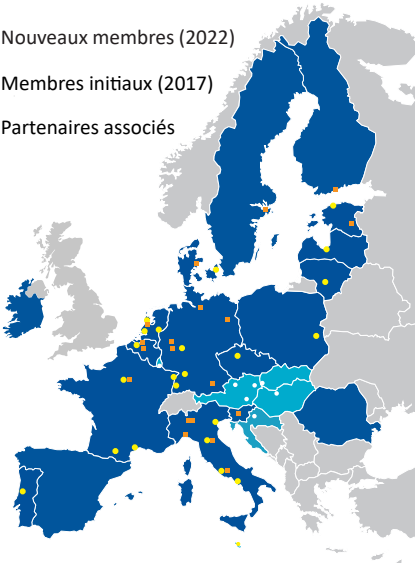 Nouveaux membres (2022)
Membres initiaux (2017)
Partenaires associés